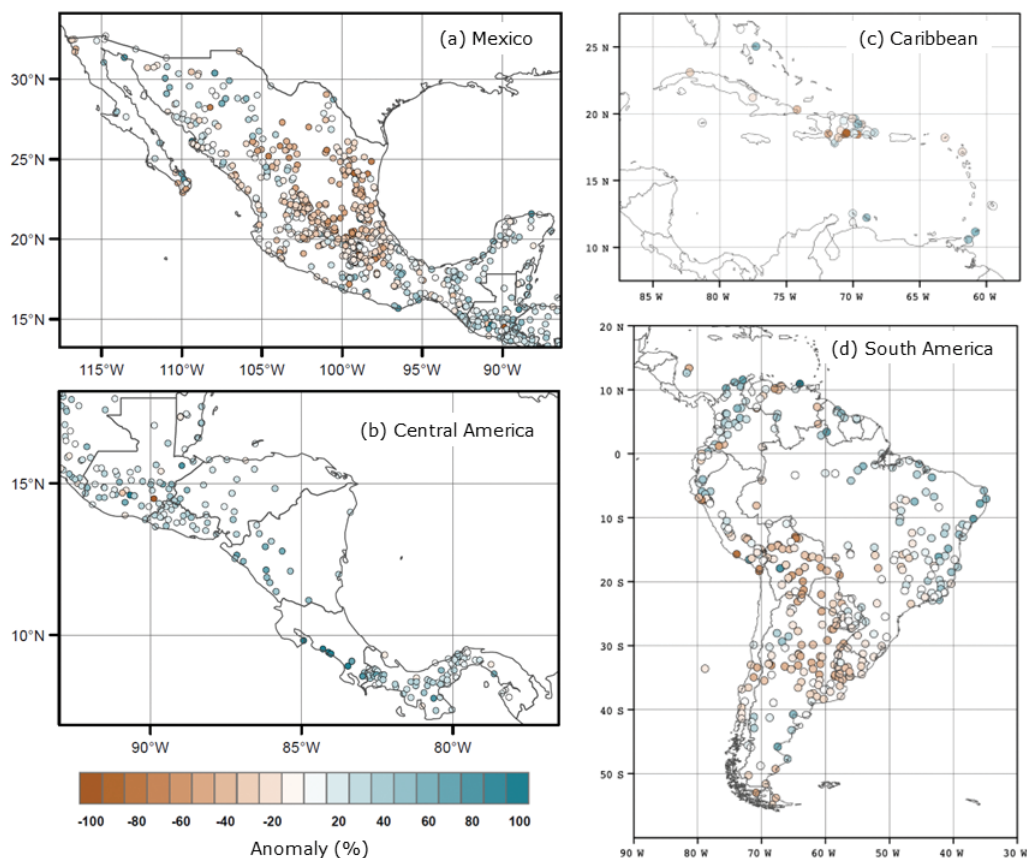 (a) Mexico
30°N
25°N
20°N
15°N
115°W 110°W 105°W 100°W 95°W 90°W
(c) Caribbean
25 N
20 N
15 N
10 N
85 W 80 W 75 W 70 W 65 W 60 W
(b) Central America
15°N
10°N
90°W 85°W 80°W
(d) South America
20 N
10 N
0
10 S
20 S
30 S
40 S
50 S
90 W 80 W 70 W 60 W 50 W 40 W 30 W
-100 -80 -60 -40 -20 20 40 60 80 100
Anomaly (%)